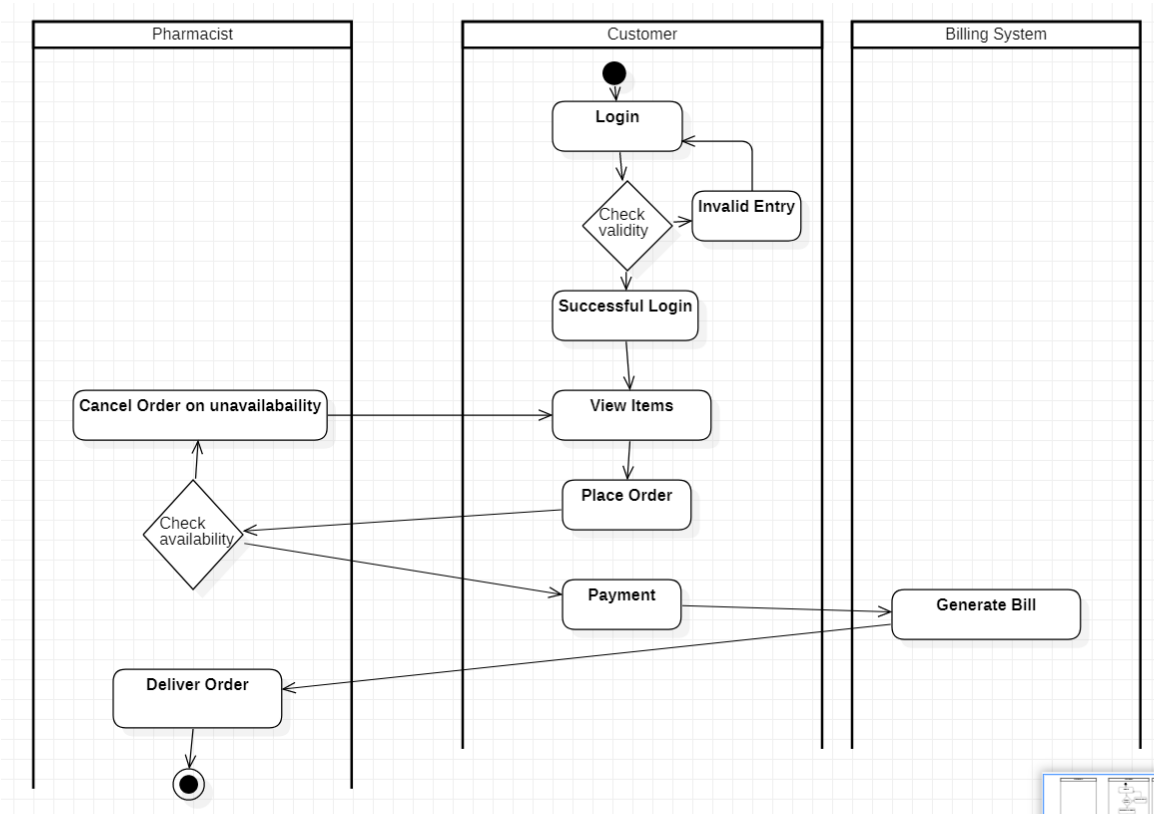 Pharmacist
Customer
Billing System
Login
Invalid Entry
Check
validity
Successful Login
Cancel Order on unavailabaility
View Items
Place Order
Check
availability
Payment
Generate Bill
Deliver Order